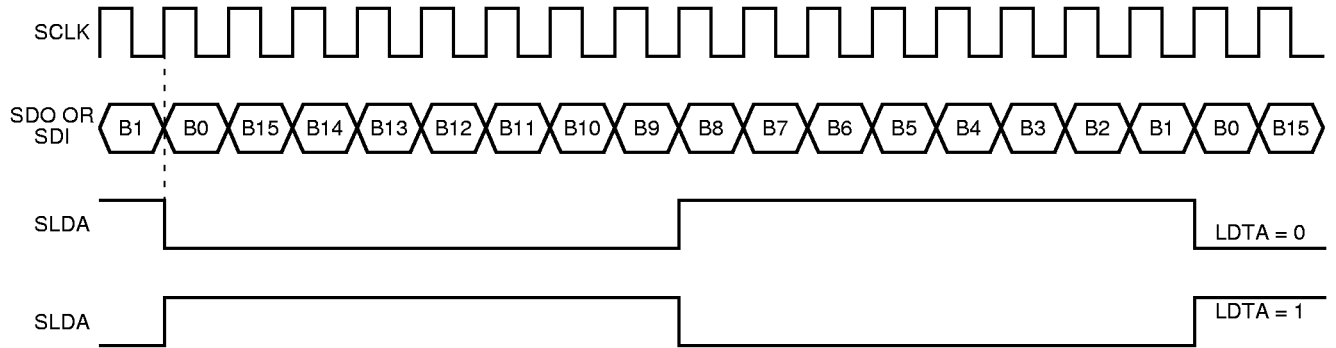 SCLK
SDO OR
SDI
B1 B0 B15 B14 B13 B12 B11 B10 B9 B8 B7 B6 B5 B4 B3 B2 B1 B0 B15
SLDA
LDTA = 0
SLDA
LDTA = 1